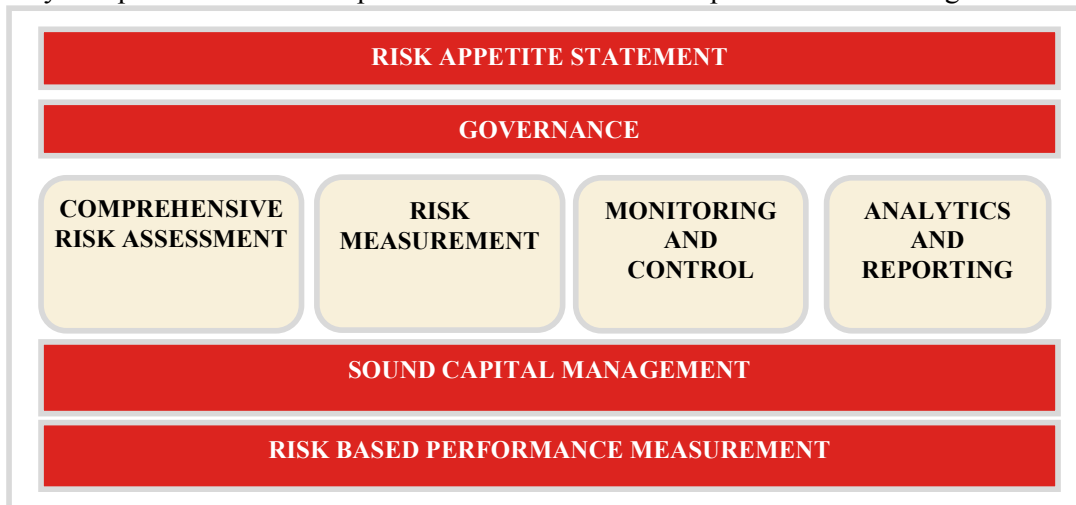 RISK APPETITE STATEMENT
GOVERNANCE
COMPREHENSIVE
RISK ASSESSMENT
RISK
MEASUREMENT
MONITORING
AND
CONTROL
ANALYTICS
AND
REPORTING
SOUND CAPITAL MANAGEMENT
RISK BASED PERFORMANCE MEASUREMENT